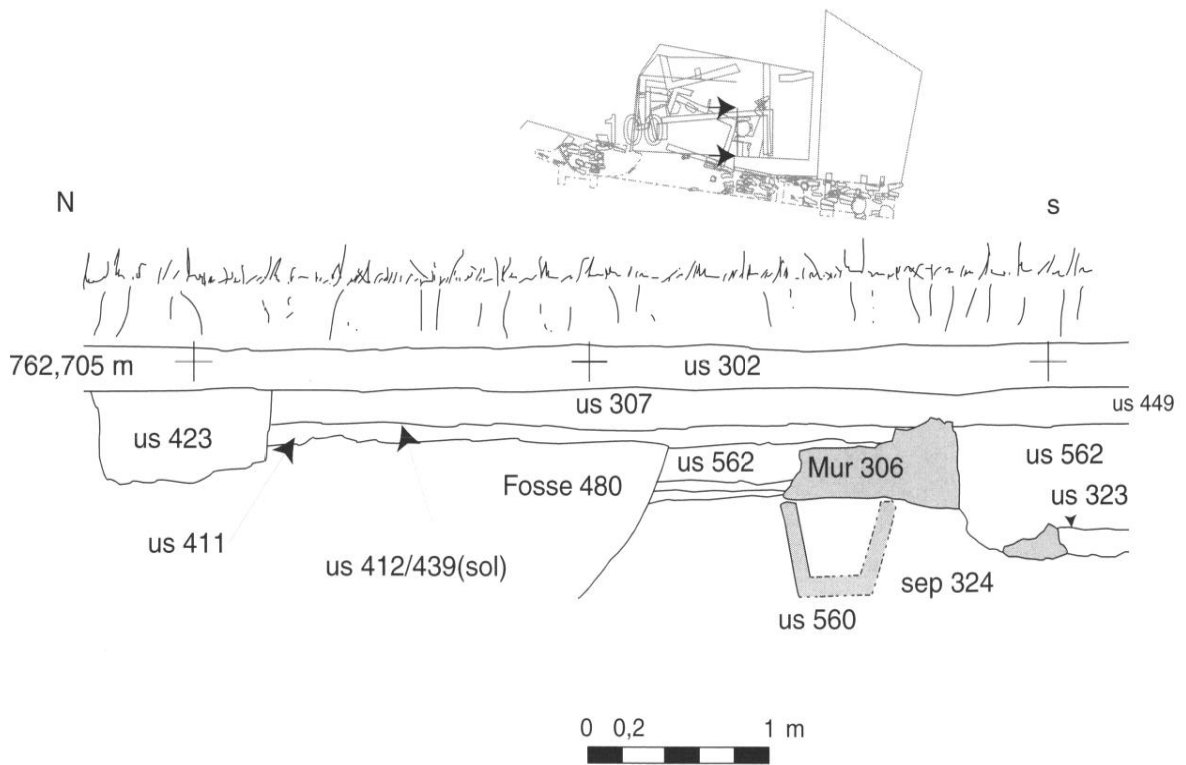 100
N
s
762,705 m
us 302
us 307
us 449
us 423
us 562
Mur 306
us 562
Fosse 480
us 323
us 411
us 412/439(sol)
sep 324
us 560
0 0,2 1 m